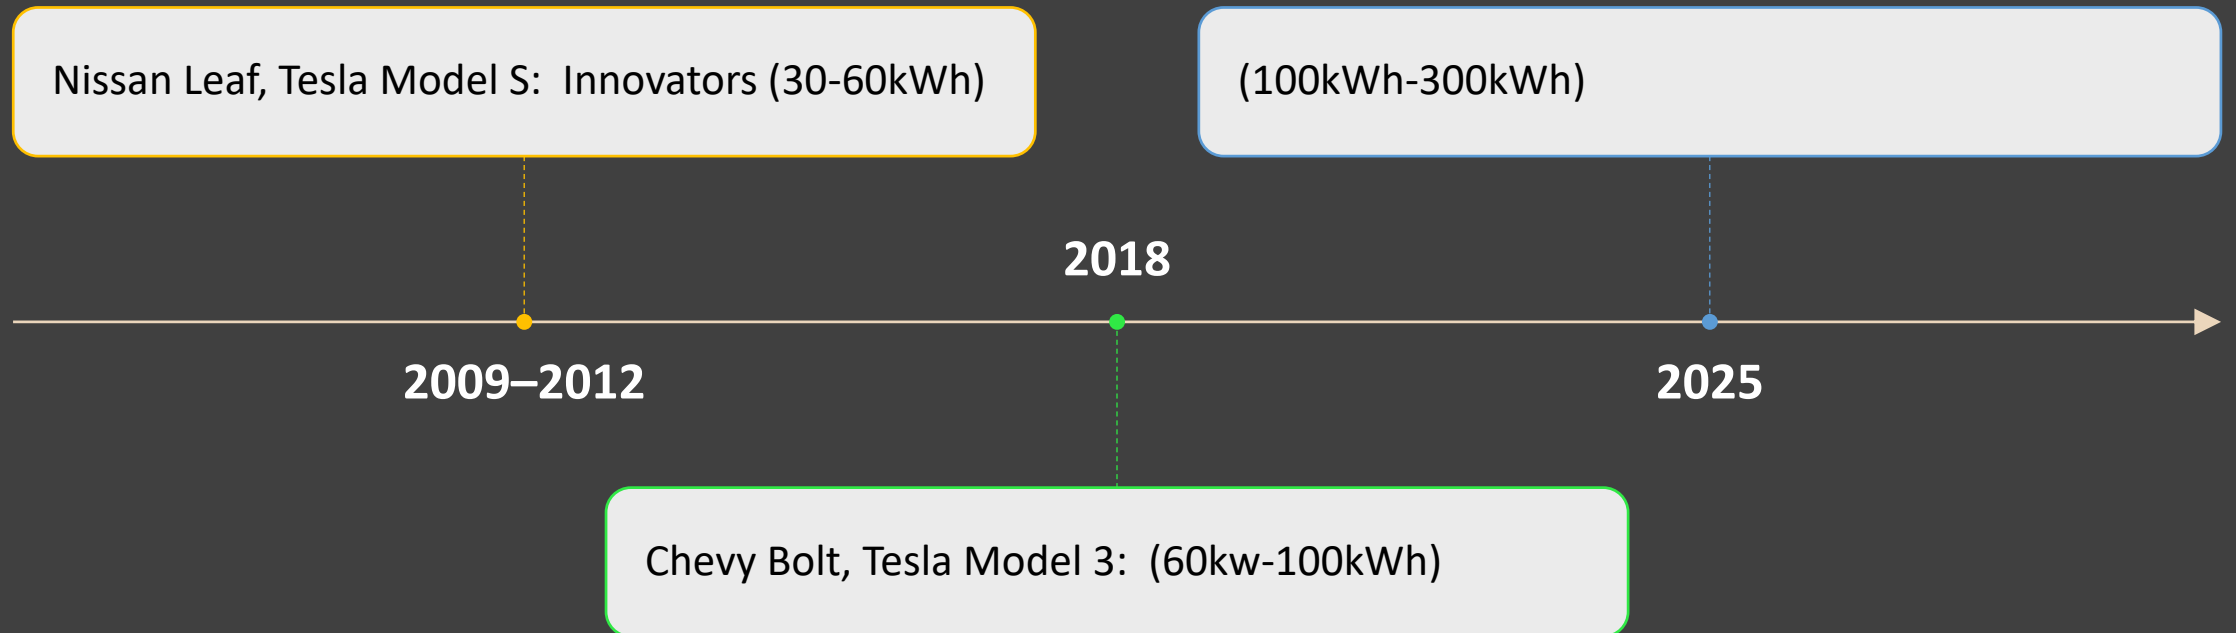 Nissan Leaf, Tesla Model S:  Innovators (30-60kWh)
(100kWh-300kWh)
2018
2009–2012
2025
Chevy Bolt, Tesla Model 3:  (60kw-100kWh)